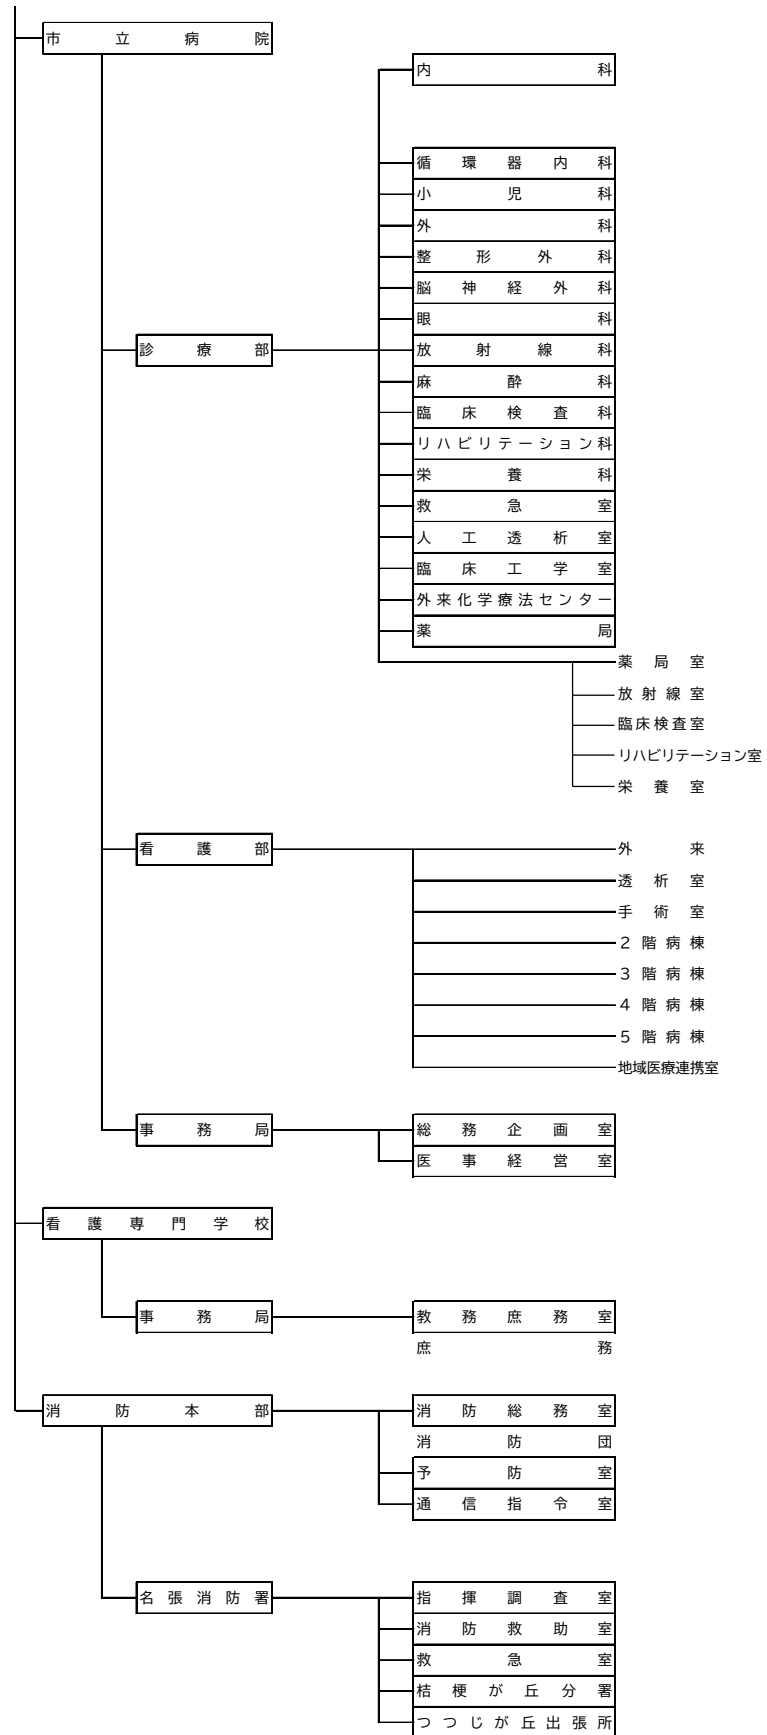 市立病院
内科
循環器内科
小児科
外科
整形外科
脳神経外科
眼科
診療部
放射線科
麻酔科
臨床検査科
リハビリテーション科
栄養科
救急室
人工透析室
臨床工学室
外来化学療法センター
薬局
薬局室
放射線室
臨床検査室
リハビリテーション室
栄養室
看護部
外来
透析室
手術室
2階病棟
3階病棟
4階病棟
5階病棟
地域医療連携室
事務局
総務企画室
医事経営室
看護専門学校
事務局
教務庶務室
庶務
消防本部
消防総務室
消防団
予防室
通信指令室
名張消防署
指揮調査室
消防救助室
救急室
桔梗が丘分署
つつじが丘出張所